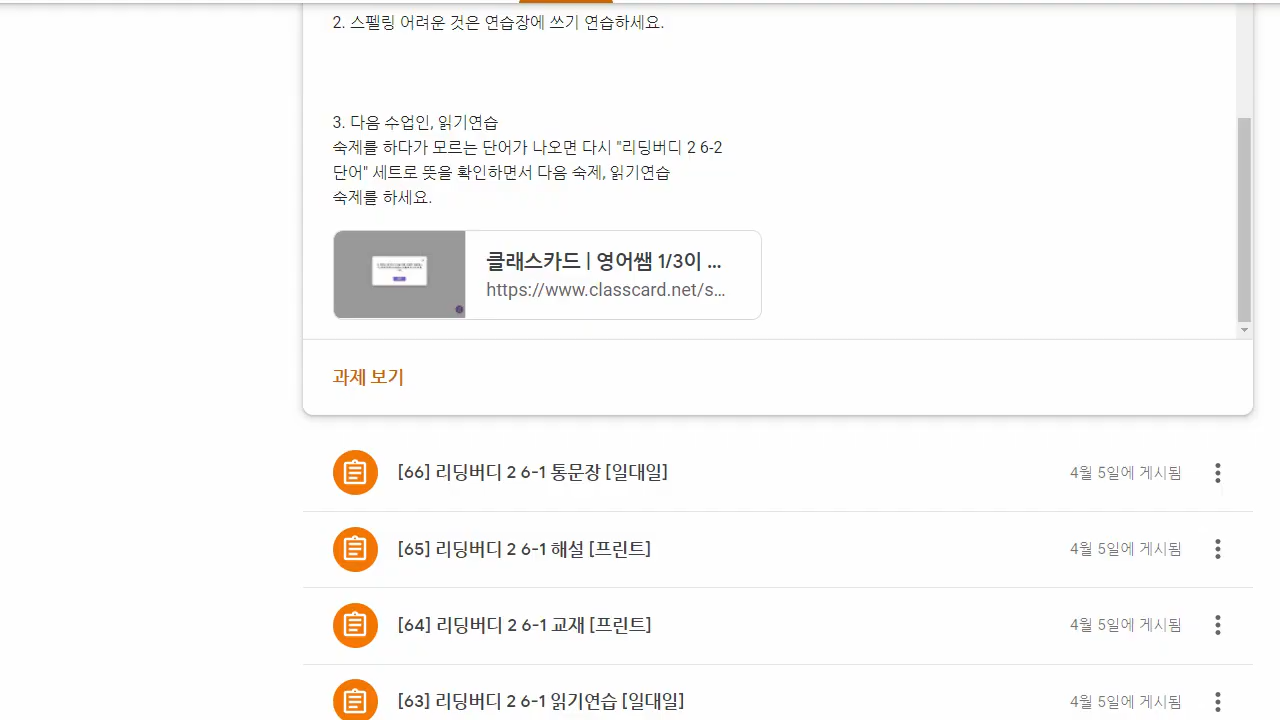 2. 스펠링 어려운 것은 연습장에 쓰기 연습하세요.
3. 다음 수업인, 읽기연습
숙제를 하다가 모르는 단어가 나오면 다시 "리딩버디 2 6-2
단어" 세트로 뜻을 확인하면서 다음 숙제, 읽기연습
숙제를 하세요.
클래스카드 | 영어쌤 1/3이 ...
https://www.classcard.net/s...
과제 보기
[66] 리딩버디 2 6-1 통문장 [일대일]
4월 5일에 게시됨
[65] 리딩버디 2 6-1 해설 [프린트]
4월 5일에 게시됨
[64] 리딩버디 2 6-1 교재 [프린트]
4월 5일에 게시됨
[63] 리딩버디 2 6-1 읽기연습 [일대일]
4월 5일에 게시됨